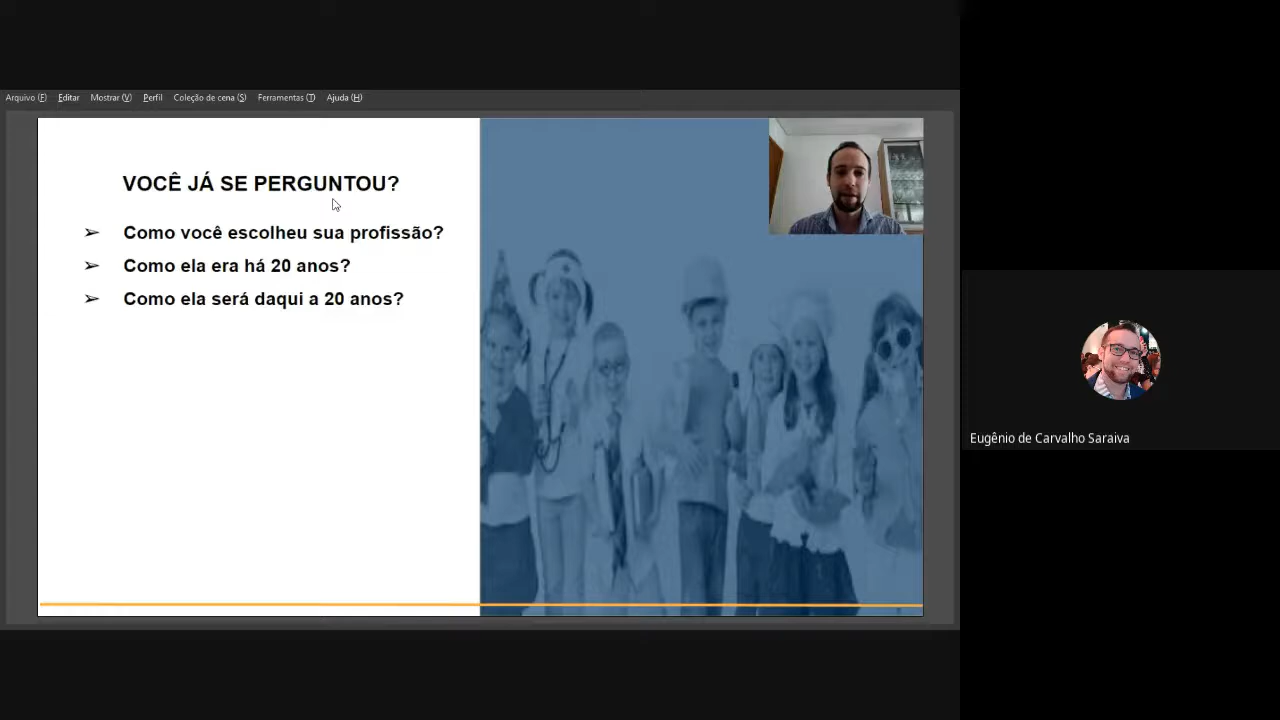 Arquivo (F) Editar Mostrar (V) Perfil Coleção de cena (S) Ferramentas (T) Ajuda (H)
VOCÊ JÁ SE PERGUNTOU?
➢ Como você escolheu sua profissão?
➢ Como ela era há 20 anos?
➢ Como ela será daqui a 20 anos?
Eugênio de Carvalho Saraiva